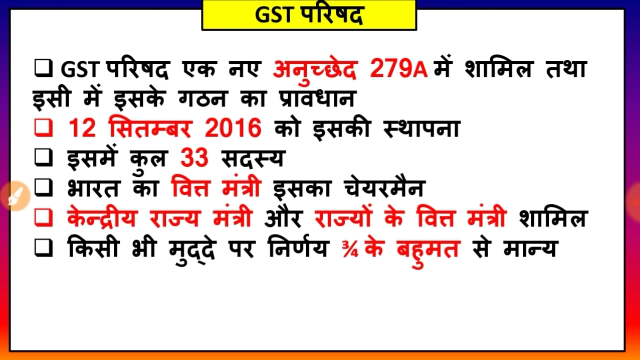 GST परिषद
❑ GST परिषद एक नए अनुच्छेद 279A में शामिल तथा
इसी में इसके गठन का प्रावधान
❑ 12 सितम्बर 2016 को इसकी स्थापना
❑ इसमें कुल 33 सदस्य
❑ भारत का वित्त मंत्री इसका चेयरमैन
❑ केन्द्रीय राज्य मंत्री और राज्यों के वित्त मंत्री शामिल
❑ किसी भी मुद्दे पर निर्णय ¾ के बहुमत से मान्य